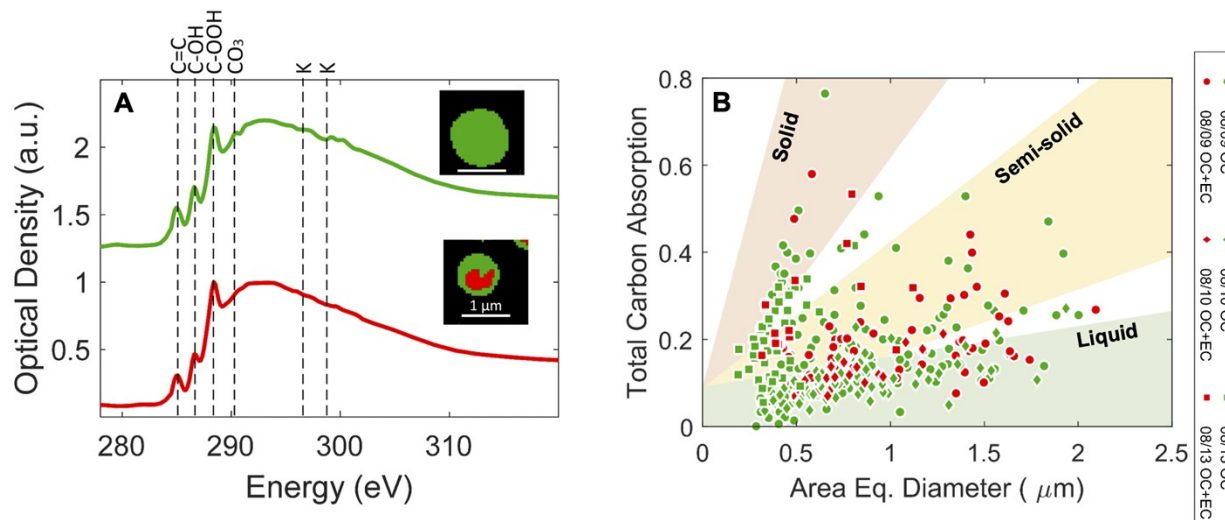 C=C
C-OH
C-OOH
CO3
K
K
A
2
1.5
1
0.5
Optical Density (a.u.)
1 μm
280
290
300
310
Energy (eV)
B
Solid
Semi-solid
Liquid
0.8
0.6
0.4
0.2
0
Total Carbon Absorption
0
0.5
1
1.5
2
2.5
Area Eq. Diameter ( μm)
08/09 OC+EC
08/10 OC+EC
08/13 OC+EC